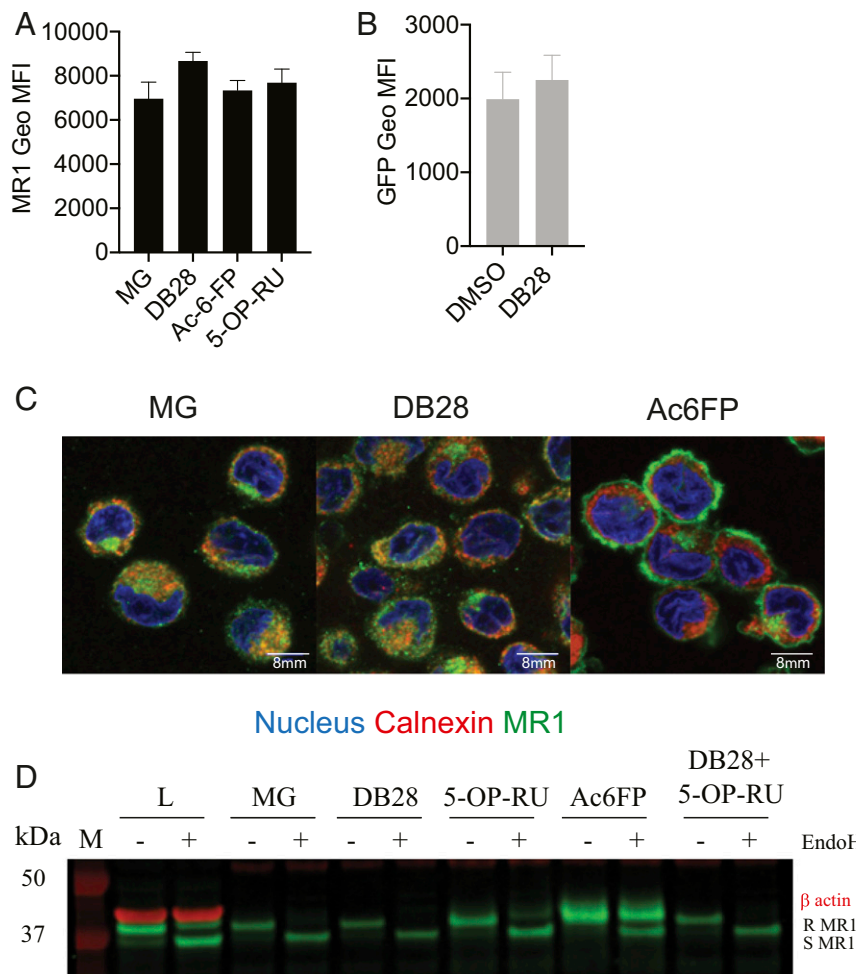 A
MR1 Geo MFI
10000
8000
6000
4000
2000
0
MG
DB28
Ac-6-FP
5-OP-RU
B
GFP Geo MFI
3000
2000
1000
0
DMSO
DB28
C
MG DB28 Ac6FP
8mm 8mm 8mm
Nucleus Calnexin MR1
D
L MG DB28 5-OP-RU Ac6FP DB28+
5-OP-RU
kDa M - + - + - + - + - + - + EndoH
50
37
β actin
R MR1
S MR1